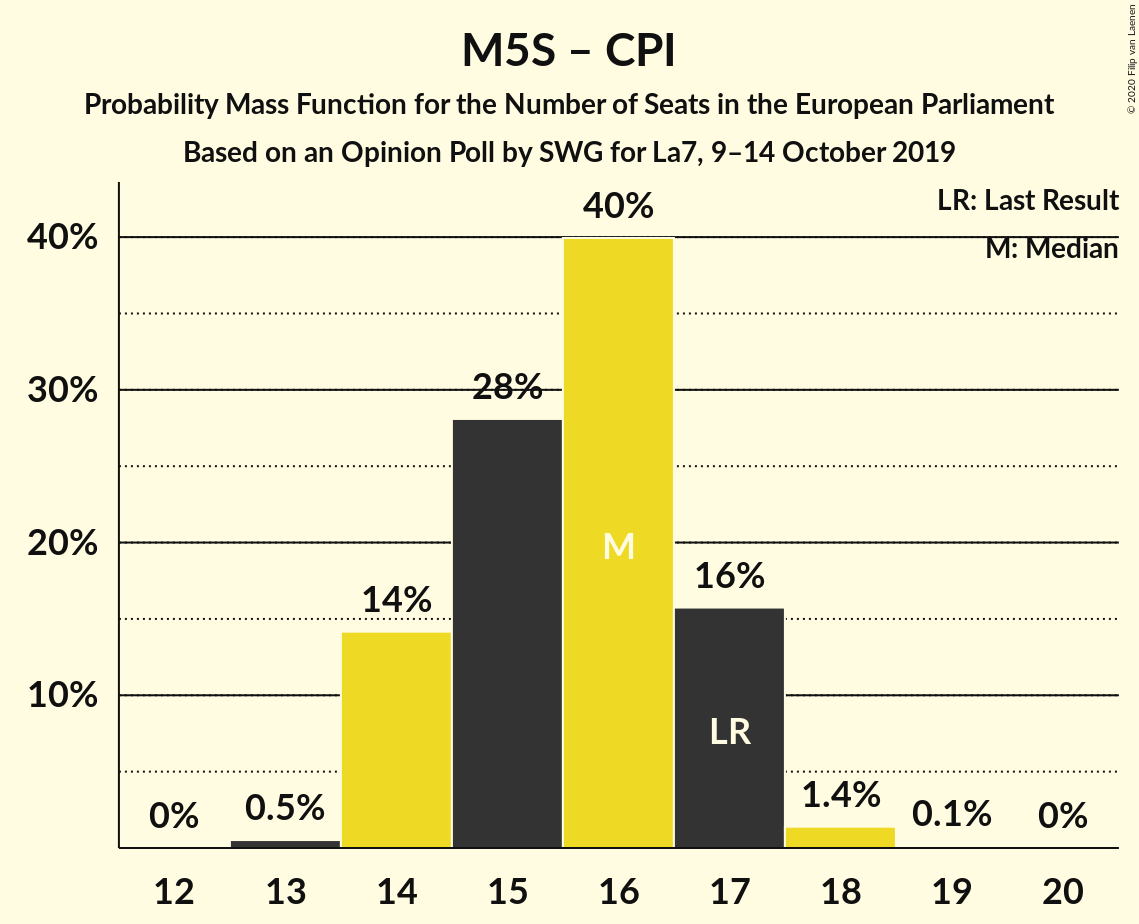 M5S – CPI
Probability Mass Function for the Number of Seats in the European Parliament
Based on an Opinion Poll by SWG for La7, 9–14 October 2019
© 2020 Filip van Laenen
LR: Last Result
M: Median
40%
30%
20%
10%
0%
0.5%
14%
28%
40%
16%
1.4%
0.1%
0%
M
LR
12 13 14 15 16 17 18 19 20